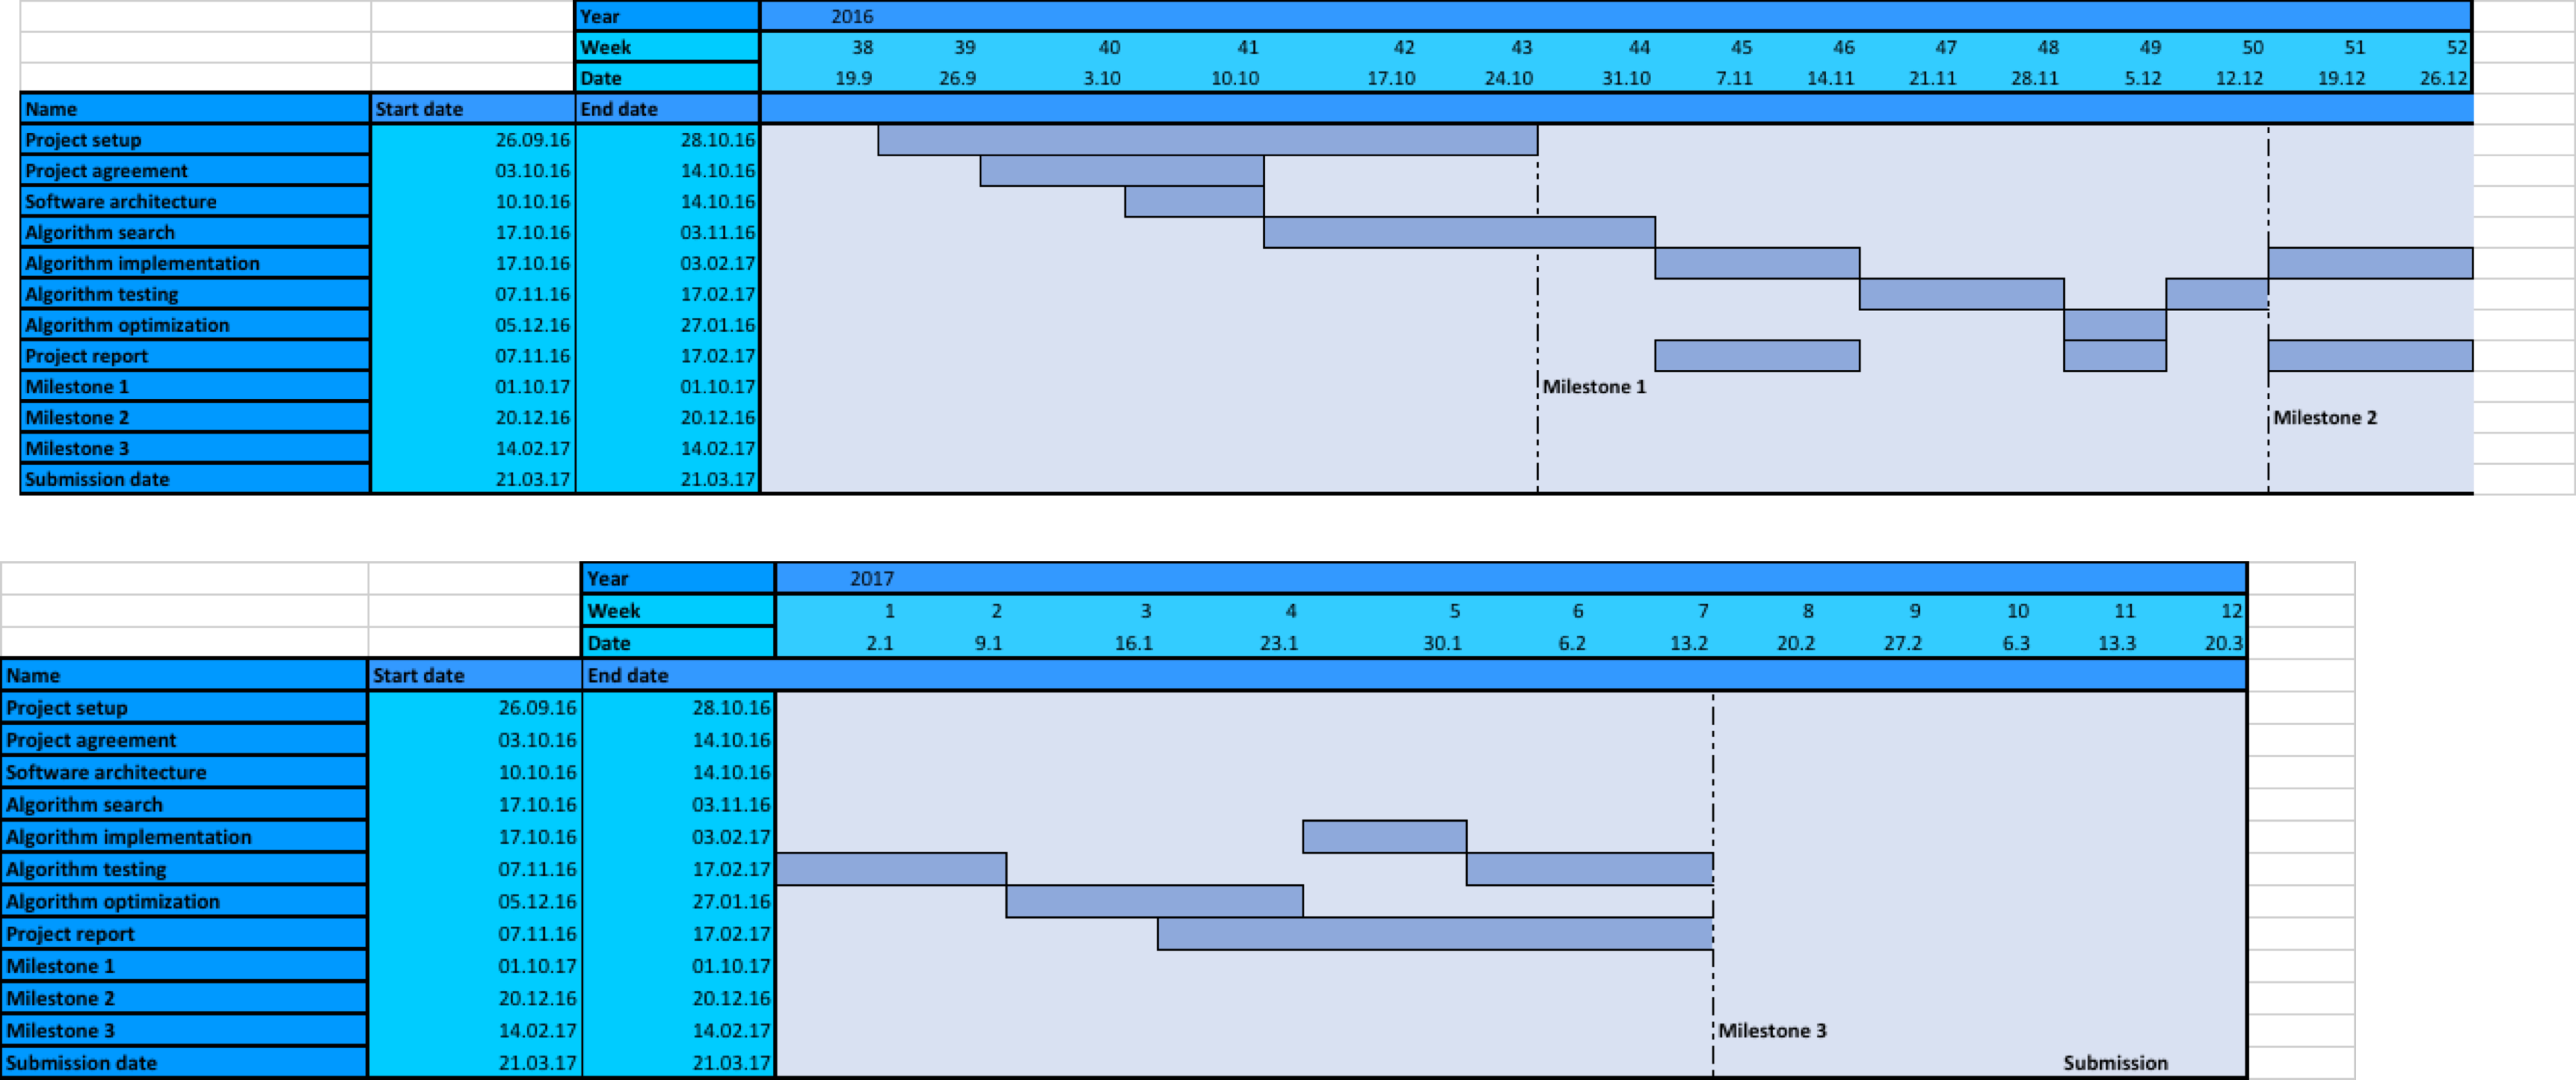 Year 2016
Week 38 39 40 41 42 43 44 45 46 47 48 49 50 51 52
Date 19.9 26.9 3.10 10.10 17.10 24.10 31.10 7.11 14.11 21.11 28.11 5.12 12.12 19.12 26.12
Name Start date End date
Project setup 26.09.16 28.10.16
Project agreement 03.10.16 14.10.16
Software architecture 10.10.16 14.10.16
Algorithm search 17.10.16 03.11.16
Algorithm implementation 17.10.16 03.02.17
Algorithm testing 07.11.16 17.02.17
Algorithm optimization 05.12.16 27.01.16
Project report 07.11.16 17.02.17
Milestone 1 01.10.17 01.10.17 Milestone 1
Milestone 2 20.12.16 20.12.16 Milestone 2
Milestone 3 14.02.17 14.02.17
Submission date 21.03.17 21.03.17
Year 2017
Week 1 2 3 4 5 6 7 8 9 10 11 12
Date 2.1 9.1 16.1 23.1 30.1 6.2 13.2 20.2 27.2 6.3 13.3 20.3
Name Start date End date
Project setup 26.09.16 28.10.16
Project agreement 03.10.16 14.10.16
Software architecture 10.10.16 14.10.16
Algorithm search 17.10.16 03.11.16
Algorithm implementation 17.10.16 03.02.17
Algorithm testing 07.11.16 17.02.17
Algorithm optimization 05.12.16 27.01.16
Project report 07.11.16 17.02.17
Milestone 1 01.10.17 01.10.17
Milestone 2 20.12.16 20.12.16
Milestone 3 14.02.17 14.02.17 Milestone 3
Submission date 21.03.17 21.03.17 Submission